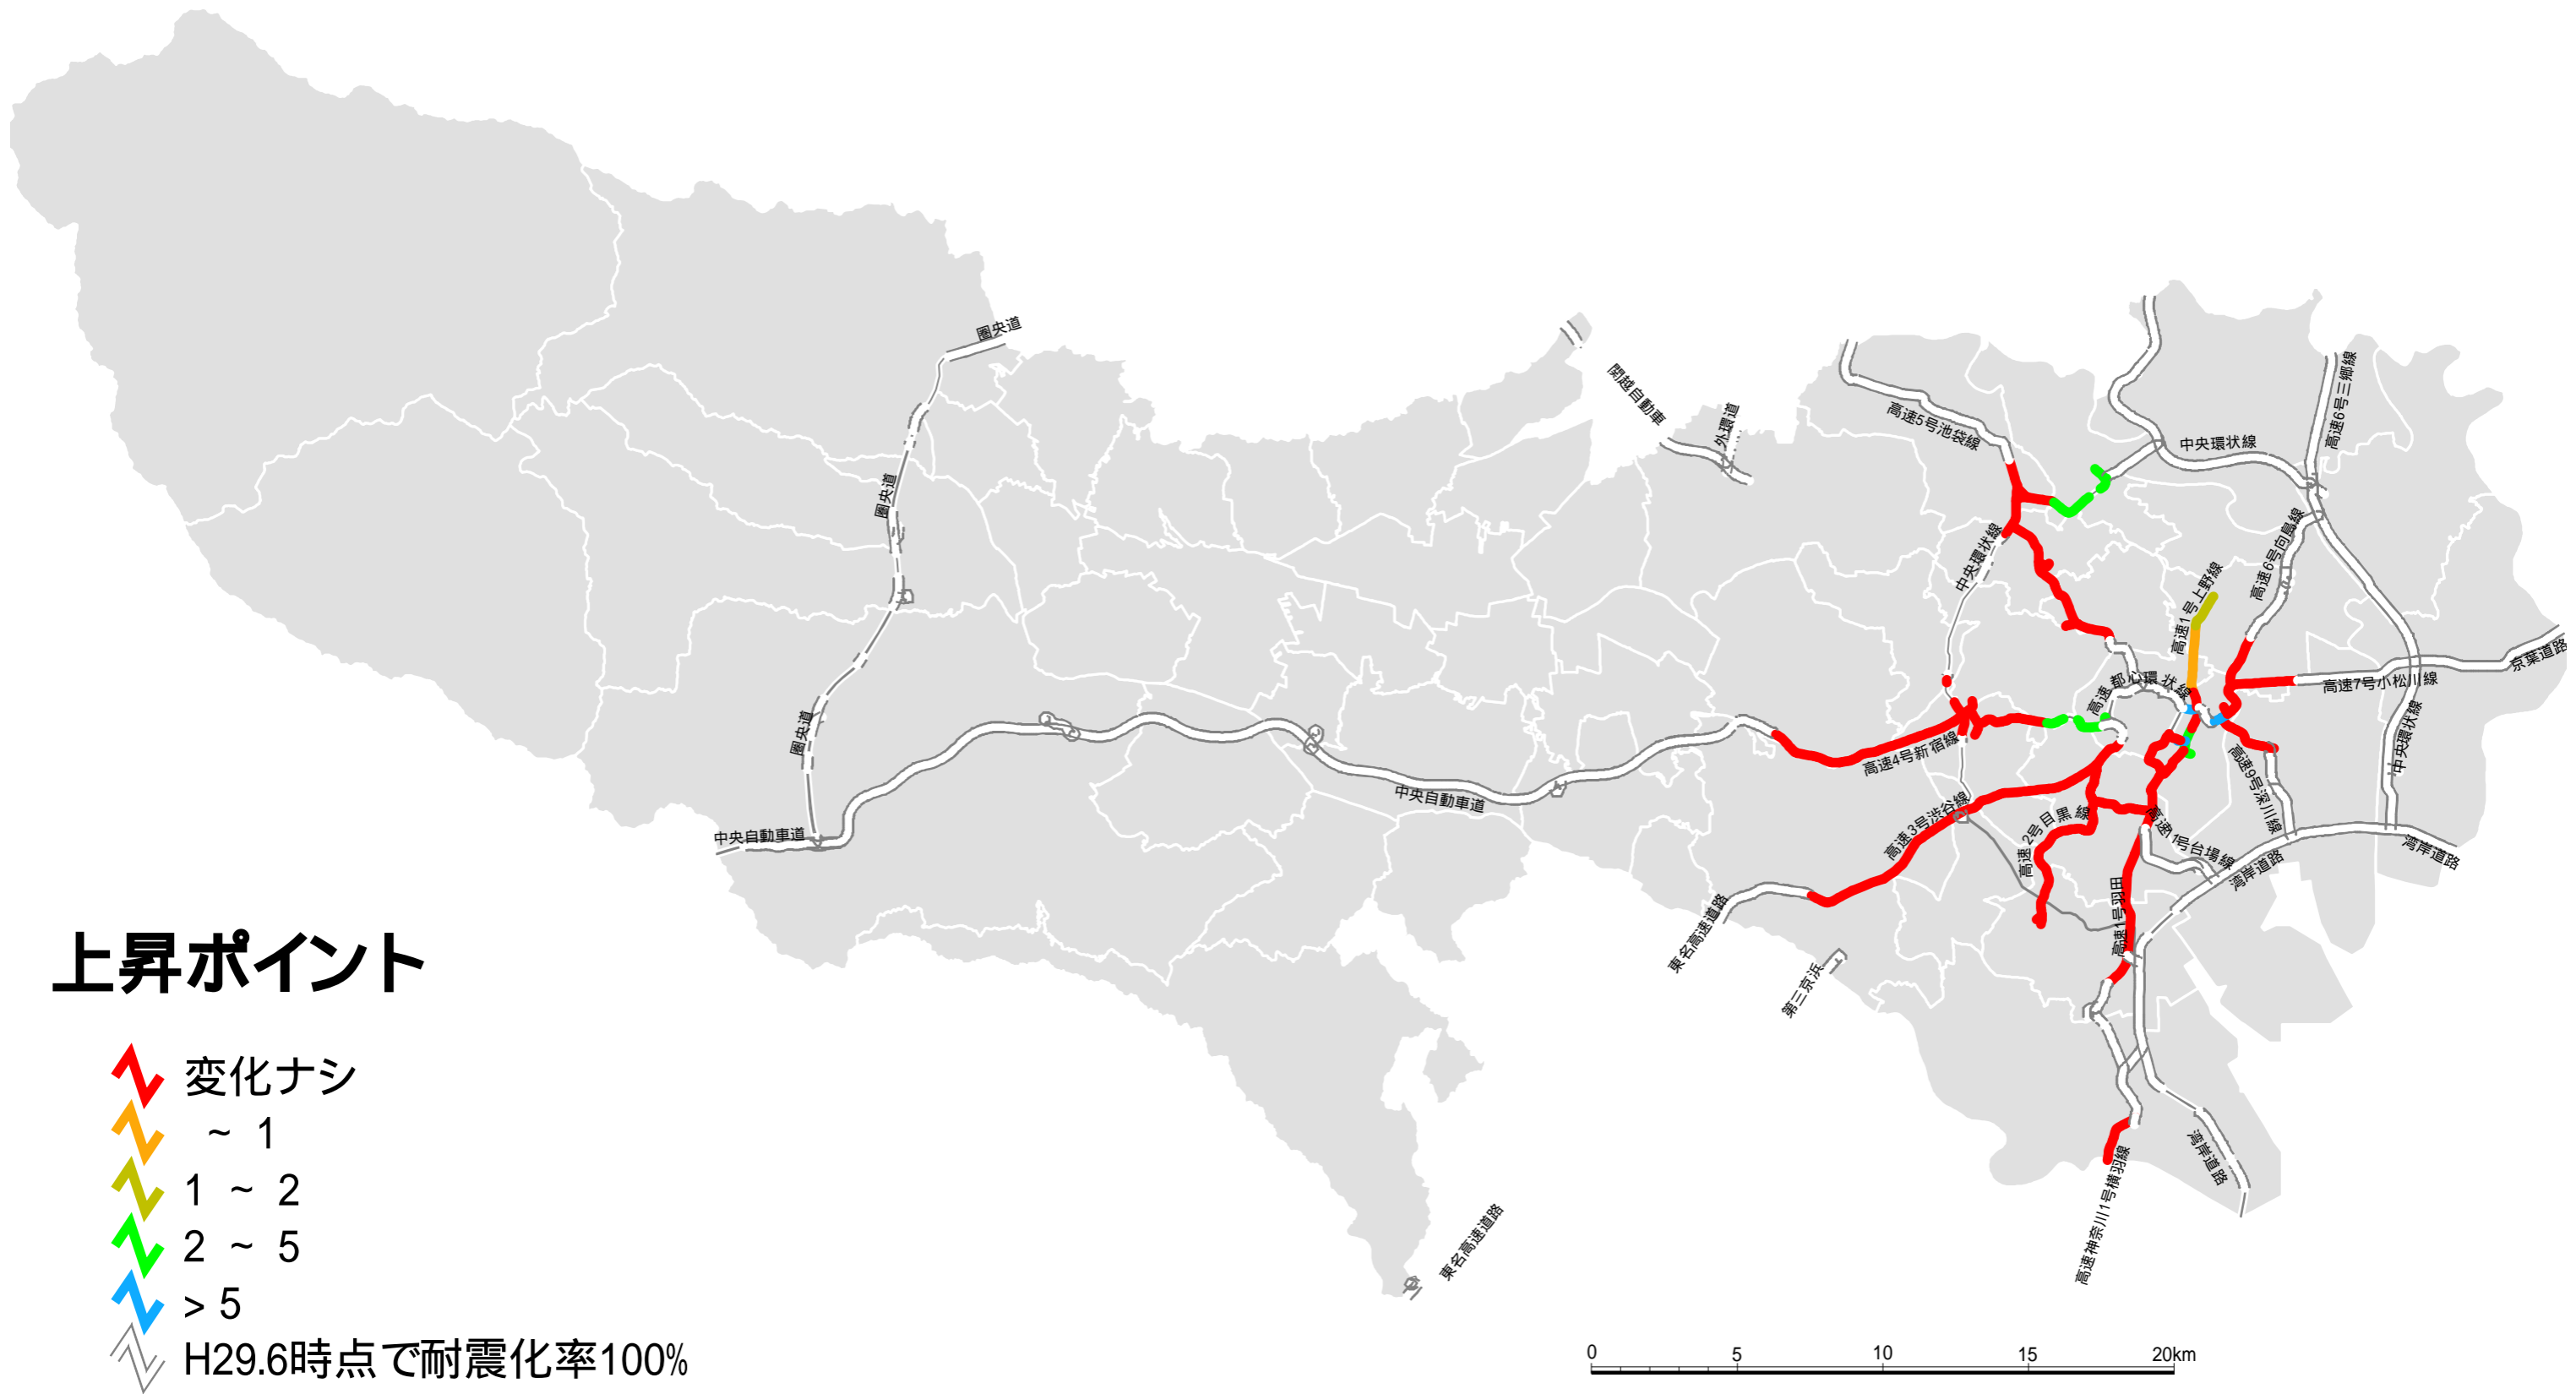 圏央道
関越自動車
外環道
高速5号池袋線
高速6号三郷線
中央環状線
圏央道
中央環状線
高速6号向島線
高速1号上野線
京葉道路
高速都心環状線
高速7号小松川線
圏央道
高速4号新宿線
中央環状線
高速9号深川線
中央自動車道
中央自動車道
高速3号渋谷線
高速2号目黒線
高速11号台場線
湾岸道路
湾岸道路
高速1号羽田
東名高速道路
第三京浜
湾岸道路
高速神奈川1号横羽線
東名高速道路
上昇ポイント
変化ナシ
~ 1
1 ~ 2
2 ~ 5
> 5
H29.6時点で耐震化率100%
0 5 10 15 20km